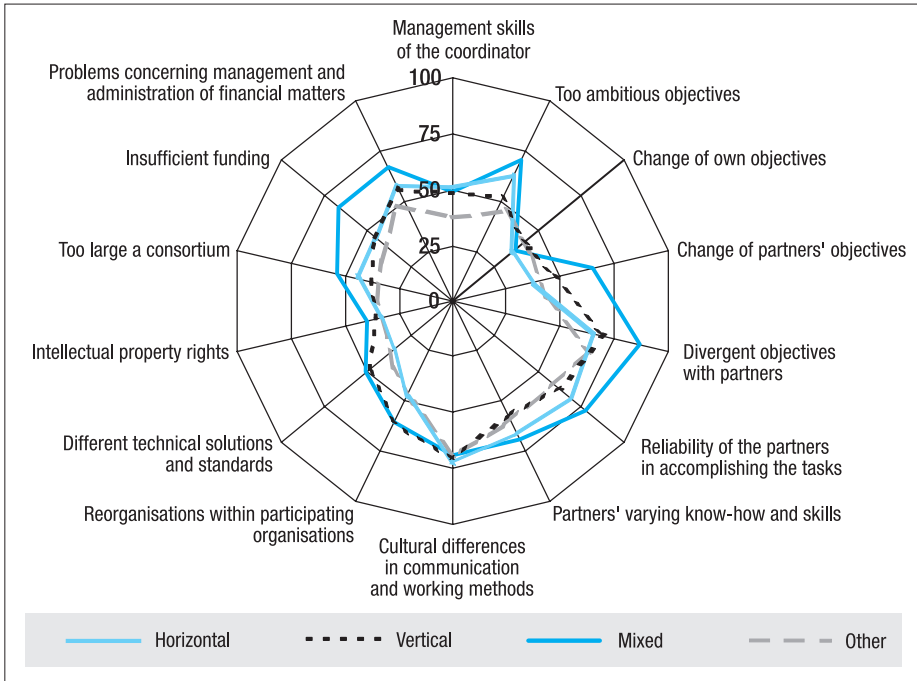 Management skills
of the coordinator
Too ambitious objectives
Change of own objectives
Change of partners' objectives
Divergent objectives
with partners
Reliability of the partners
in accomplishing the tasks
Partners' varying know-how and skills
Cultural differences
in communication
and working methods
Reorganisations within participating
organisations
Different technical solutions
and standards
Intellectual property rights
Too large a consortium
Insufficient funding
Problems concerning management and
administration of financial matters
100
75
50
25
0
Horizontal
Vertical
Mixed
Other